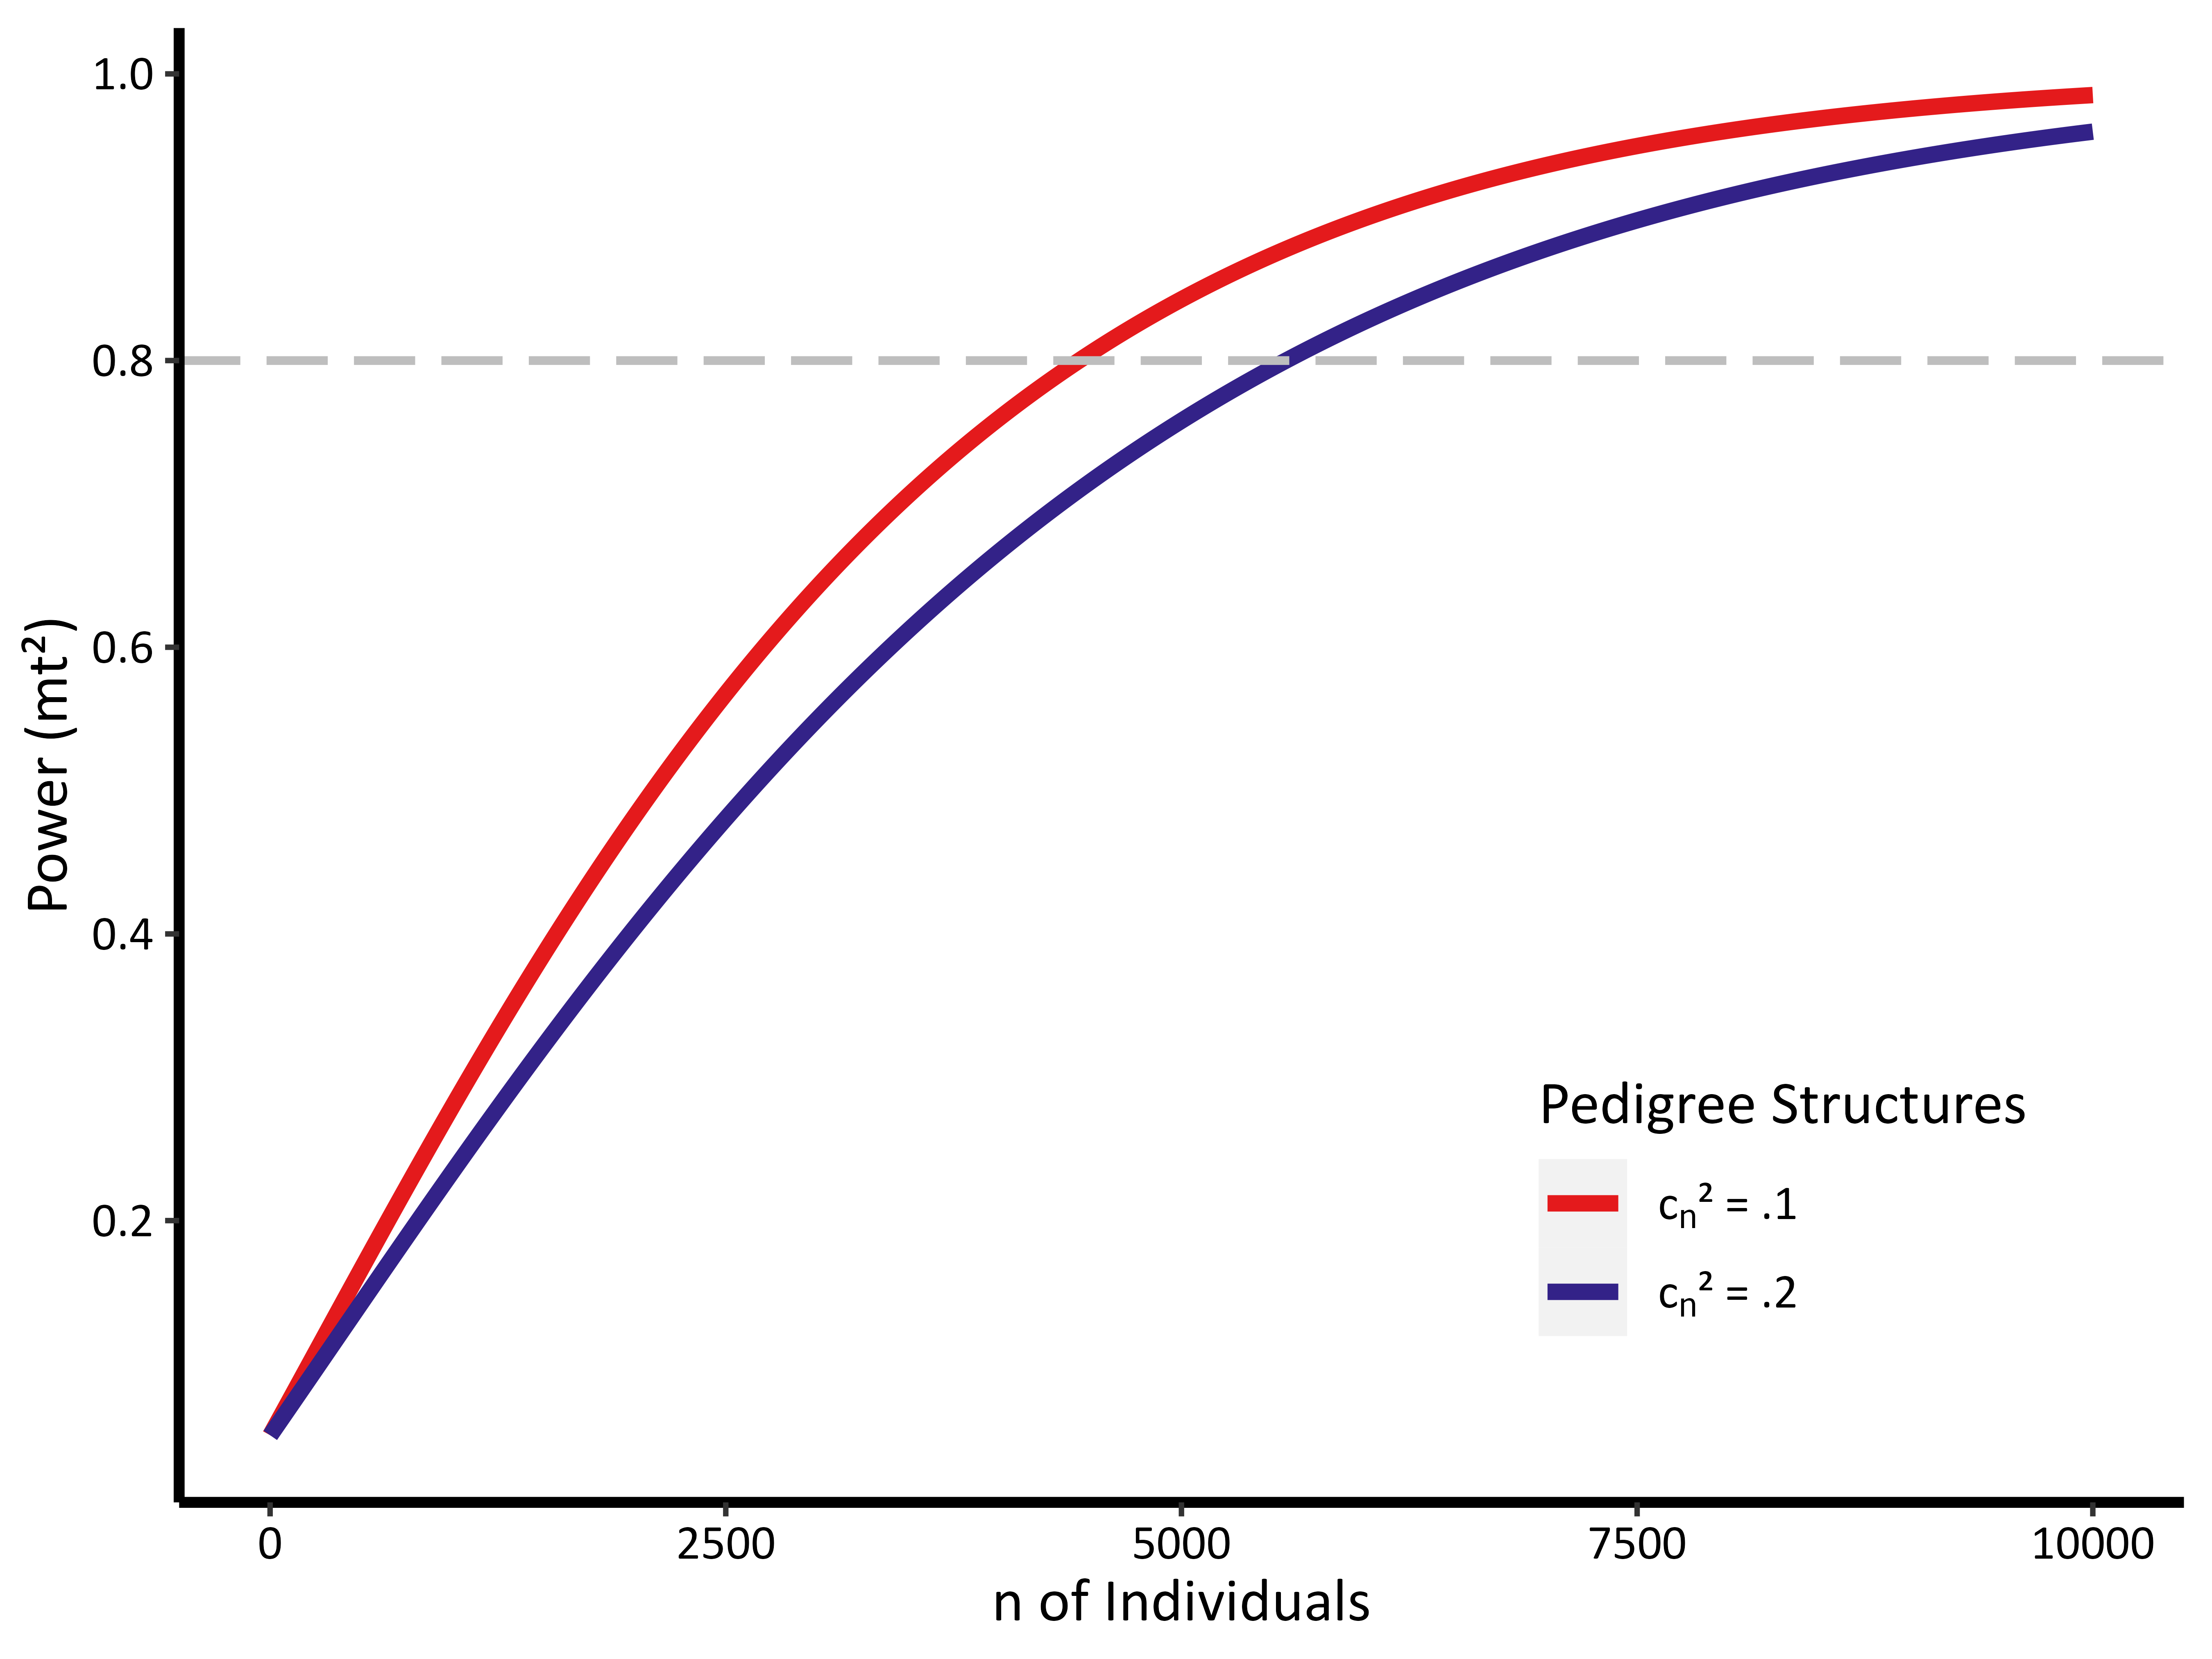 Power (mt²)
1.0
0.8
0.6
0.4
0.2
0
2500
5000
7500
10000
n of Individuals
Pedigree Structures
cₙ² = .1
cₙ² = .2